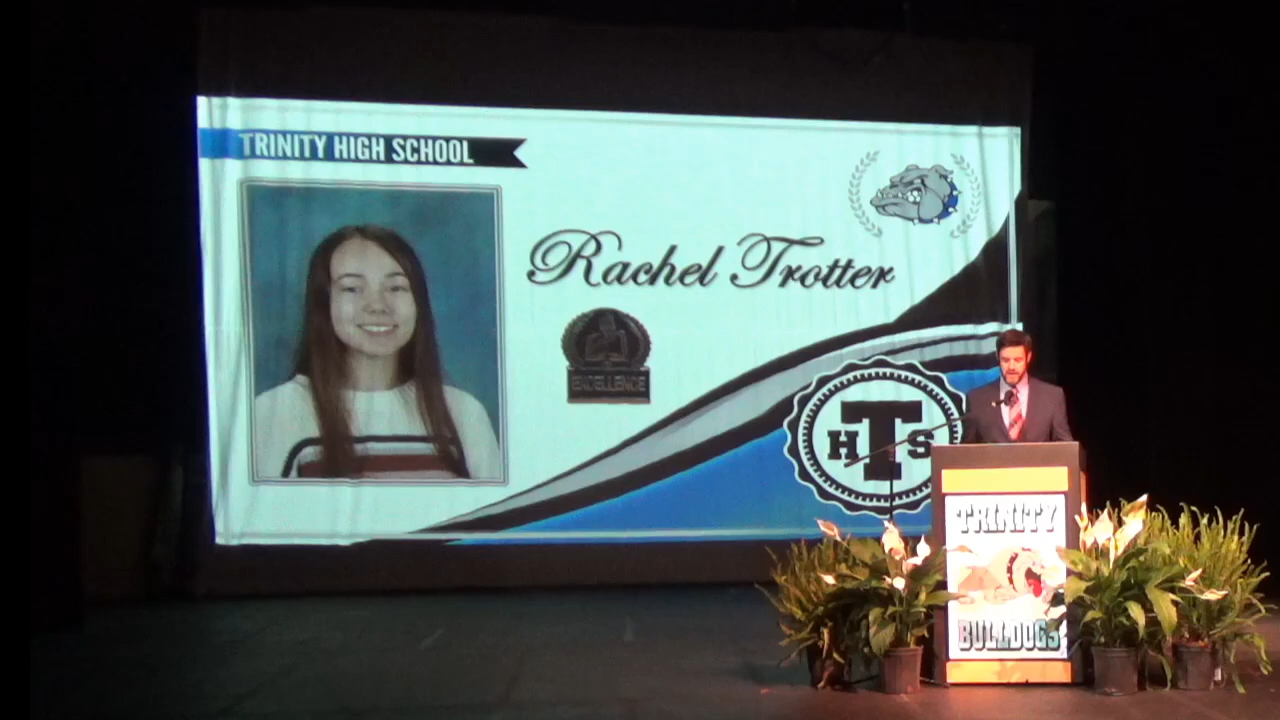 TRINITY HIGH SCHOOL
Rachel Trotter
EXCELLENCE
HTS
TRINITY
BULLDOGS